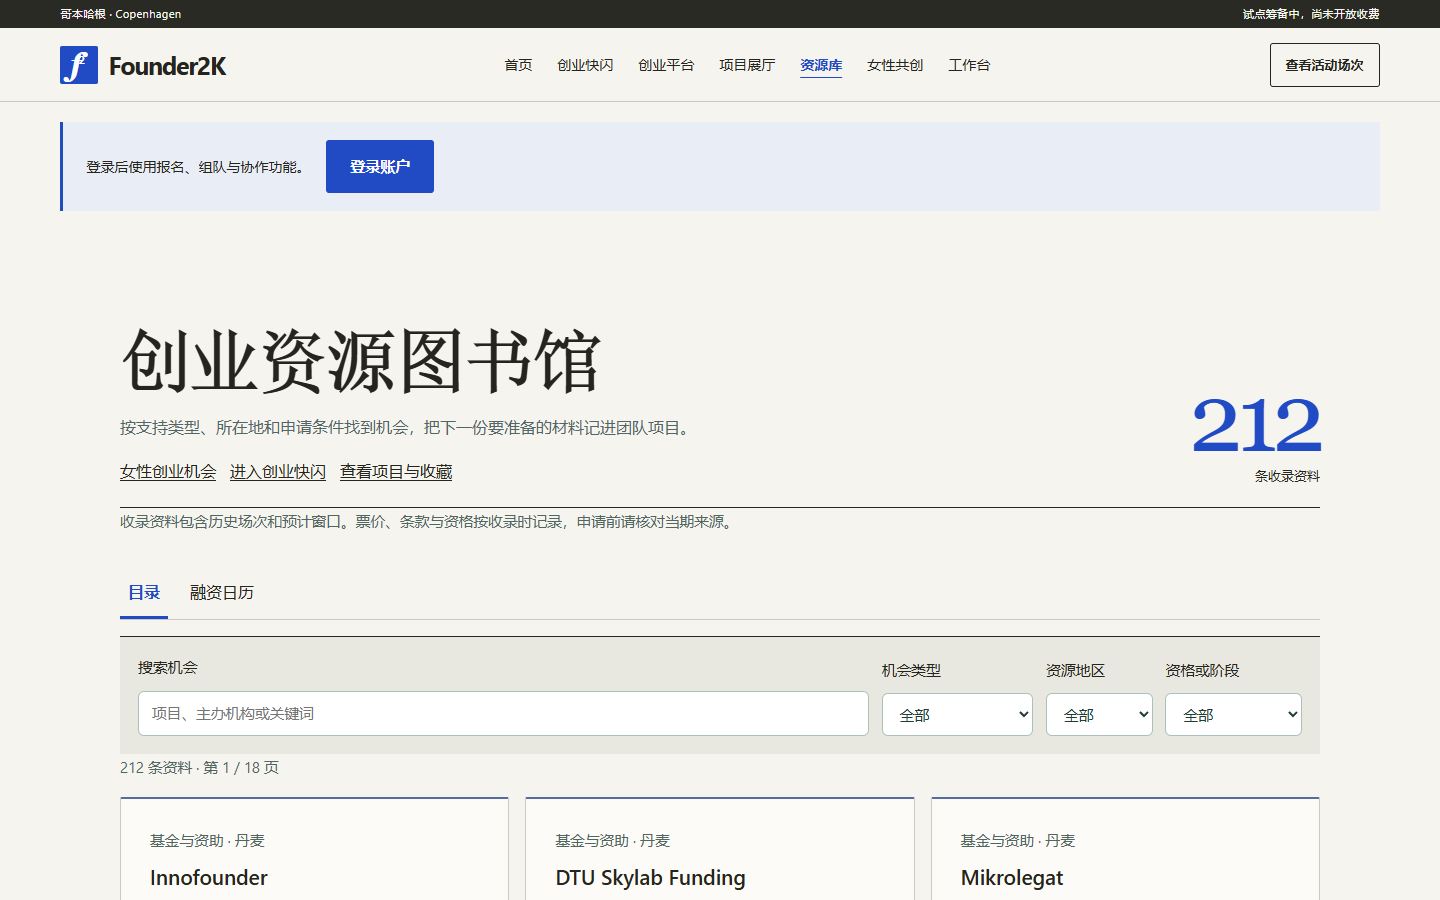 哥本哈根 · Copenhagen
试点筹备中，尚未开放收费
Founder2K
首页 创业快闪 创业平台 项目展厅 资源库 女性共创 工作台
查看活动场次
登录后使用报名、组队与协作功能。
登录账户
创业资源图书馆
按支持类型、所在地和申请条件找到机会，把下一份要准备的材料记进团队项目。
女性创业机会 进入创业快闪 查看项目与收藏
212
条收录资料
收录资料包含历史场次和预计窗口。票价、条款与资格按收录时记录，申请前请核对当期来源。
目录 融资日历
搜索机会
项目、主办机构或关键词
机会类型
全部
资源地区
全部
资格或阶段
全部
212 条资料 · 第 1 / 18 页
基金与资助 · 丹麦
Innofounder
基金与资助 · 丹麦
DTU Skylab Funding
基金与资助 · 丹麦
Mikrolegat